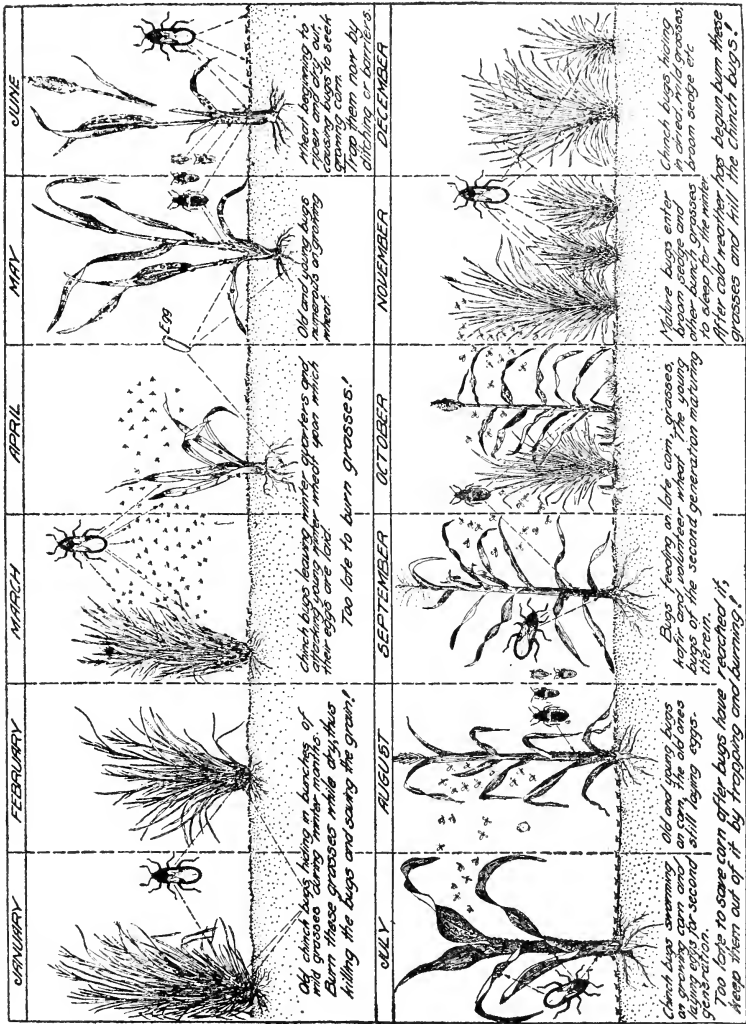 JANUARY
FEBRUARY
MARCH
APRIL
MAY
JUNE
Old chinch bugs hiding in bunches of
wild grasses during winter months.
Burn these grasses while dry, thus
killing the bugs and saving the grain!
Chinch bugs leaving winter quarters and
attacking young winter wheat upon which
their eggs are laid.
Too late to burn grasses!
Egg
Old and young bugs
numerous on growing
wheat
Wheat beginning to
ripen and dry out,
causing bugs to seek
growing corn.
Trap them now by
ditching or barriers.
JULY
AUGUST
SEPTEMBER
OCTOBER
NOVEMBER
DECEMBER
Chinch bugs swarming
on growing corn and
laying eggs to second
generation.
Old and young bugs
on corn, the old ones
still laying eggs.
Too late to save corn after bugs have reached it;
keep them out of it by trapping and burning!
Bugs feeding on late corn, grasses,
kafir and volunteer wheat. The young
bugs of the second generation maturing
therein.
Mature bugs enter
broom sedge and
other bunch grasses
to sleep for the winter
Chinch bugs hiding
in dried, wild grasses,
broom sedge etc
After cold weather has begun burn these
grasses and kill the chinch bugs!